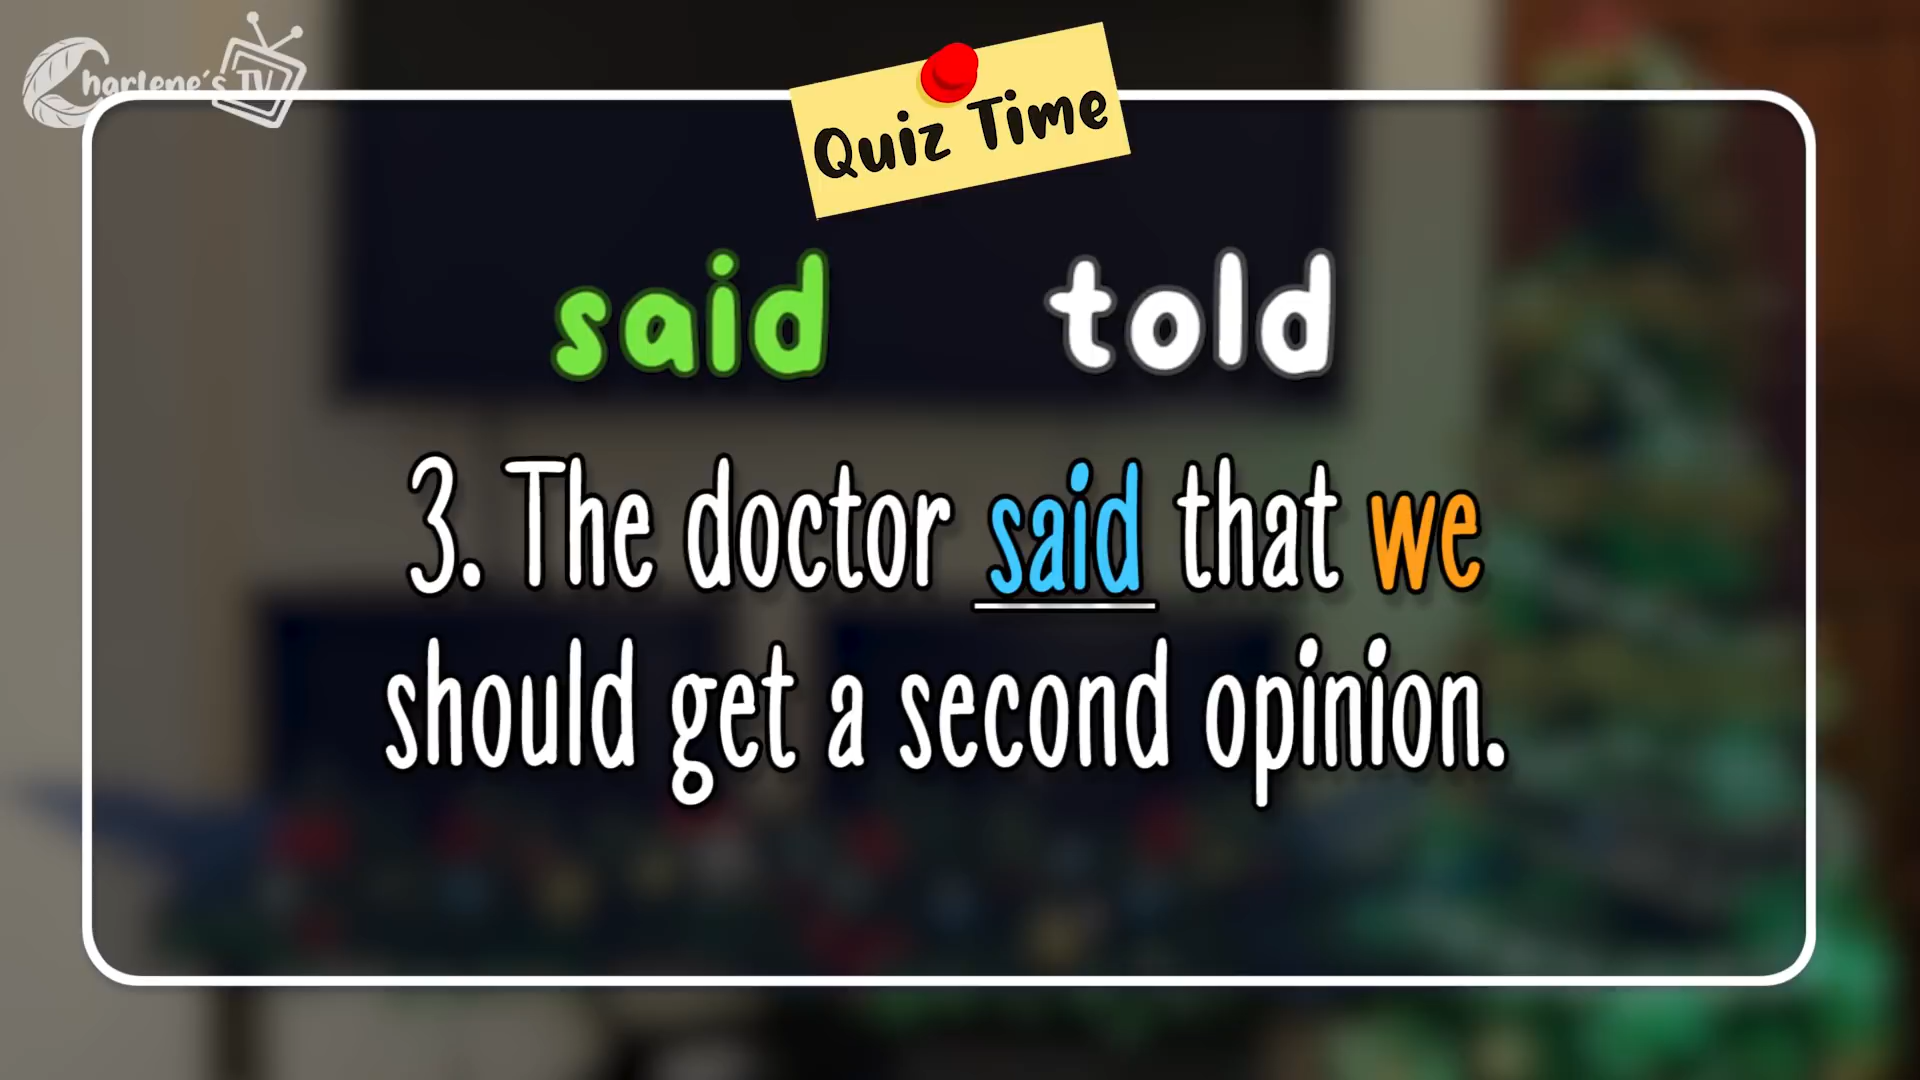 Charlene's TV
Quiz Time
said told
3. The doctor said that we
should get a second opinion.